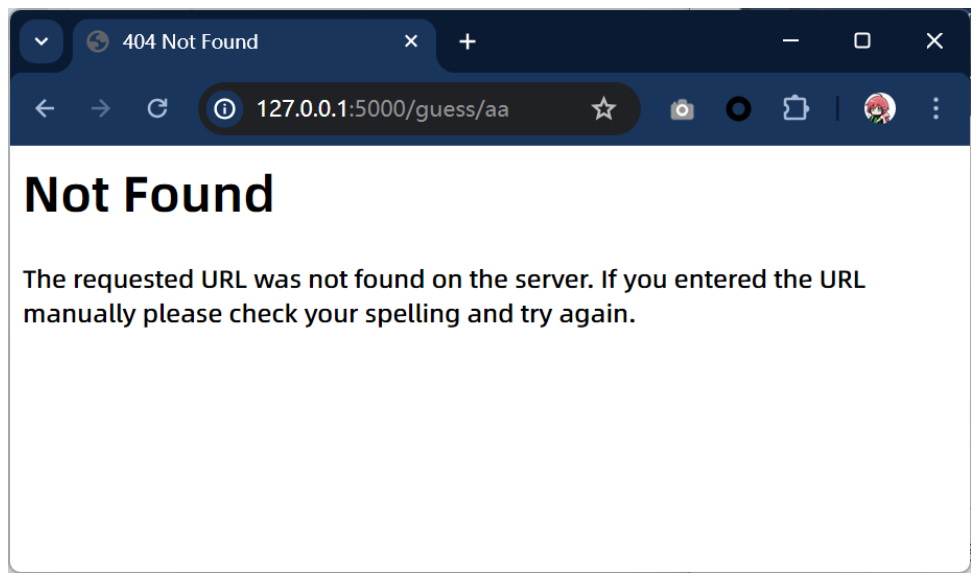 404 Not Found
127.0.0.1:5000/guess/aa
Not Found
The requested URL was not found on the server. If you entered the URL
manually please check your spelling and try again.